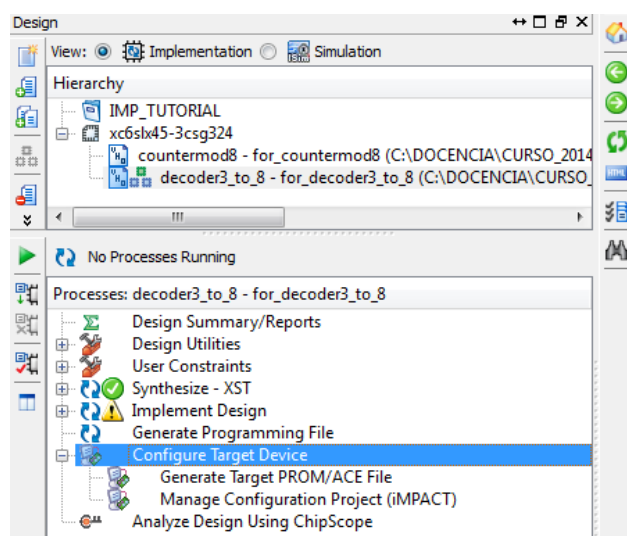 Design
View: Implementation Simulation
Hierarchy
IMP_TUTORIAL
xc6slx45-3csg324
countermod8 - for_countermod8 (C:\DOCENCIA\CURSO_2014
decoder3_to_8 - for_decoder3_to_8 (C:\DOCENCIA\CURSO_
No Processes Running
Processes: decoder3_to_8 - for_decoder3_to_8
Design Summary/Reports
Design Utilities
User Constraints
Synthesize - XST
Implement Design
Generate Programming File
Configure Target Device
Generate Target PROM/ACE File
Manage Configuration Project (iMPACT)
Analyze Design Using ChipScope